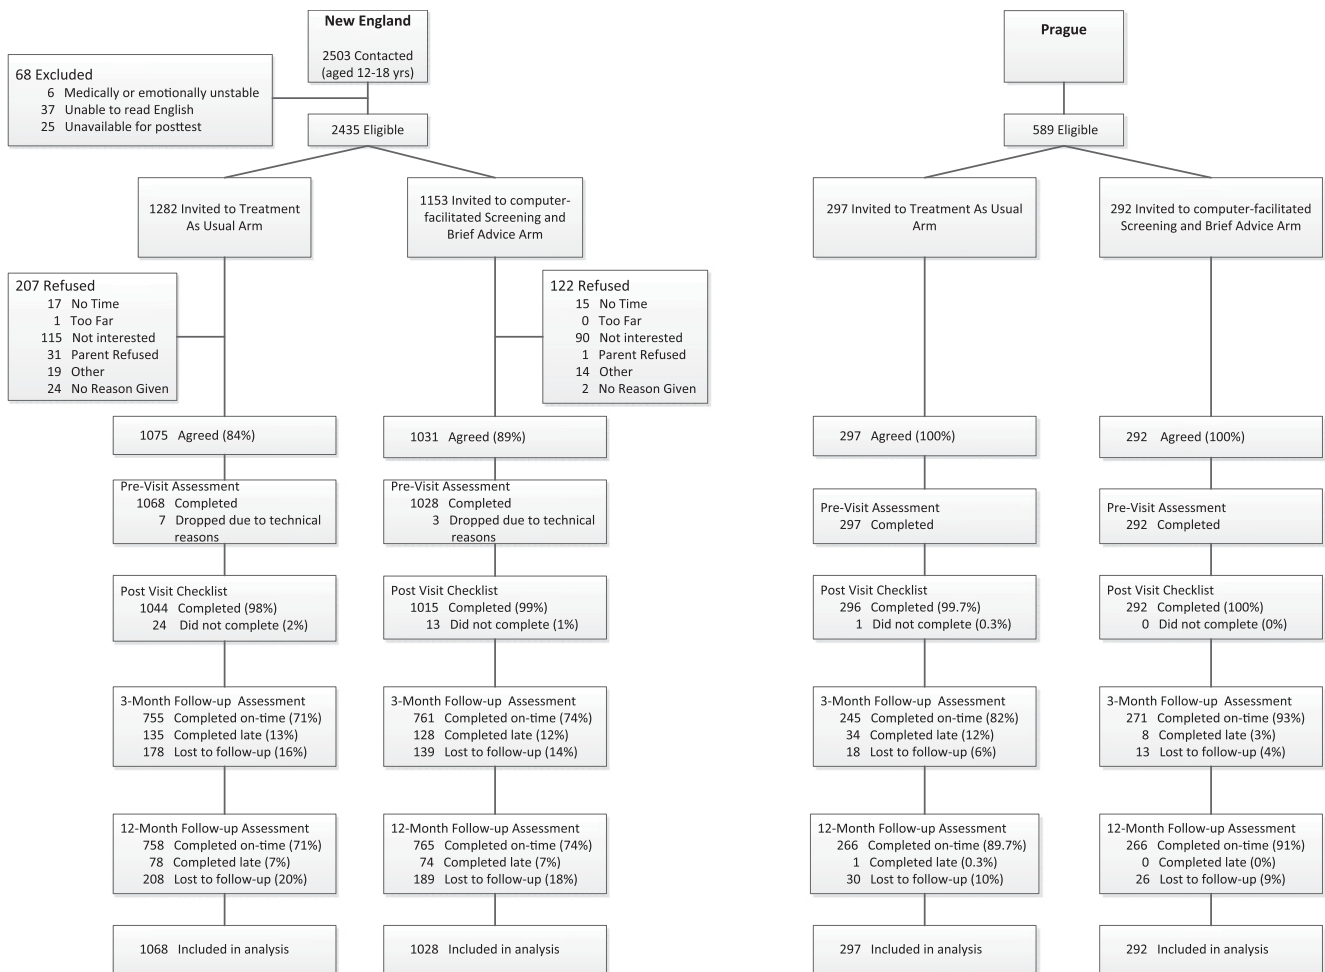 New England
2503 Contacted
(aged 12-18 yrs)
68 Excluded
6 Medically or emotionally unstable
37 Unable to read English
25 Unavailable for posttest
2435 Eligible
1282 Invited to Treatment
As Usual Arm
1153 Invited to computer-
facilitated Screening and
Brief Advice Arm
207 Refused
17 No Time
1 Too Far
115 Not interested
31 Parent Refused
19 Other
24 No Reason Given
122 Refused
15 No Time
0 Too Far
90 Not interested
1 Parent Refused
14 Other
2 No Reason Given
1075 Agreed (84%)
1031 Agreed (89%)
Pre-Visit Assessment
1068 Completed
7 Dropped due to technical
reasons
Pre-Visit Assessment
1028 Completed
3 Dropped due to technical
reasons
Post Visit Checklist
1044 Completed (98%)
24 Did not complete (2%)
Post Visit Checklist
1015 Completed (99%)
13 Did not complete (1%)
3-Month Follow-up Assessment
755 Completed on-time (71%)
135 Completed late (13%)
178 Lost to follow-up (16%)
3-Month Follow-up Assessment
761 Completed on-time (74%)
128 Completed late (12%)
139 Lost to follow-up (14%)
12-Month Follow-up Assessment
758 Completed on-time (71%)
78 Completed late (7%)
208 Lost to follow-up (20%)
12-Month Follow-up Assessment
765 Completed on-time (74%)
74 Completed late (7%)
189 Lost to follow-up (18%)
1068 Included in analysis
1028 Included in analysis
Prague
589 Eligible
297 Invited to Treatment As Usual
Arm
292 Invited to computer-facilitated
Screening and Brief Advice Arm
297 Agreed (100%)
292 Agreed (100%)
Pre-Visit Assessment
297 Completed
Pre-Visit Assessment
292 Completed
Post Visit Checklist
296 Completed (99.7%)
1 Did not complete (0.3%)
Post Visit Checklist
292 Completed (100%)
0 Did not complete (0%)
3-Month Follow-up Assessment
245 Completed on-time (82%)
34 Completed late (12%)
18 Lost to follow-up (6%)
3-Month Follow-up Assessment
271 Completed on-time (93%)
8 Completed late (3%)
13 Lost to follow-up (4%)
12-Month Follow-up Assessment
266 Completed on-time (89.7%)
1 Completed late (0.3%)
30 Lost to follow-up (10%)
12-Month Follow-up Assessment
266 Completed on-time (91%)
0 Completed late (0%)
26 Lost to follow-up (9%)
297 Included in analysis
292 Included in analysis